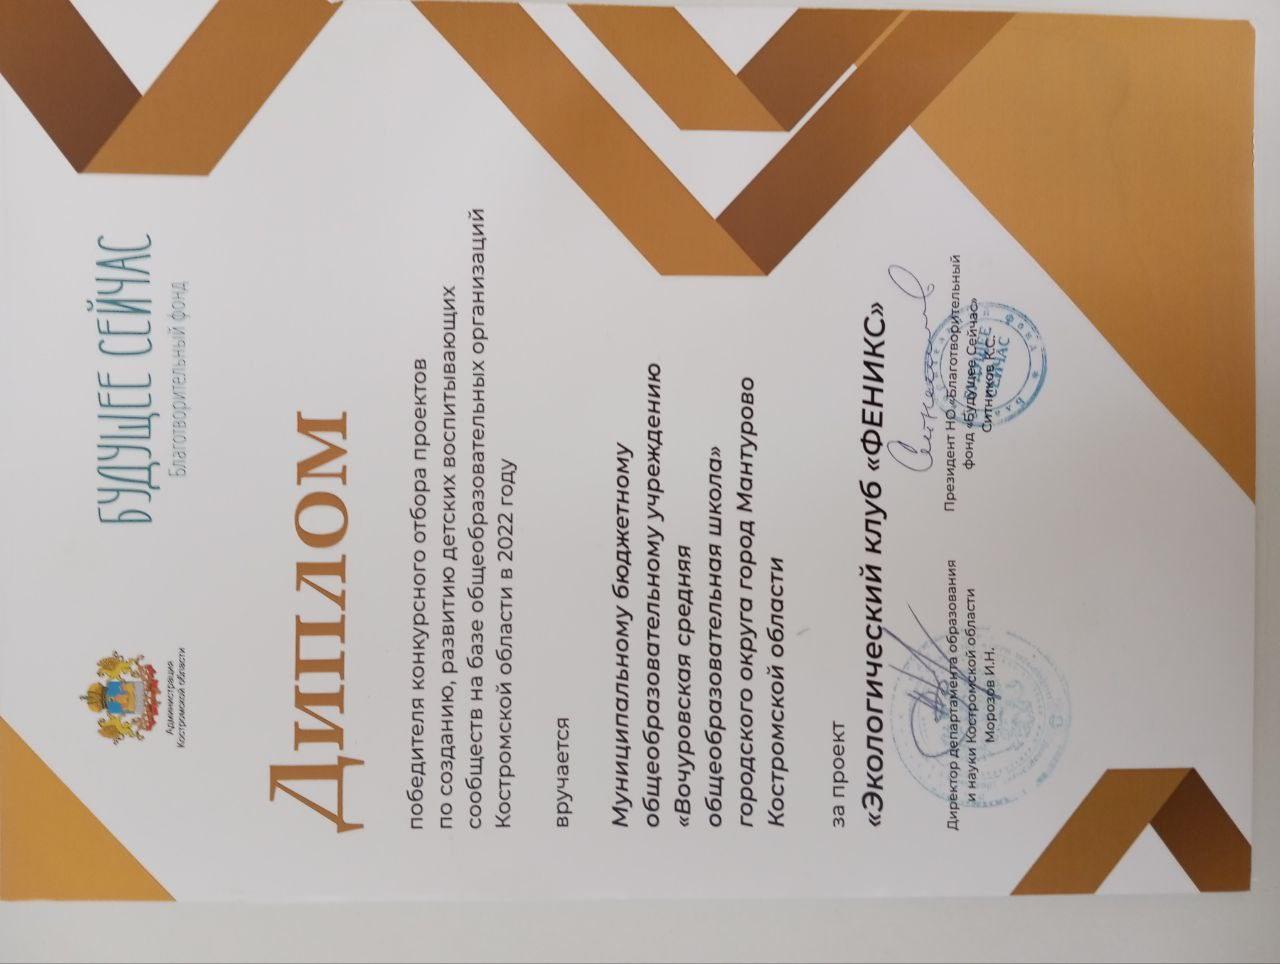 Администрация
Костромской области
БУДУЩЕЕ СЕЙЧАС
Благотворительный фонд
Диплом
победителя конкурсного отбора проектов
по созданию, развитию детских воспитывающих
сообществ на базе общеобразовательных организаций
Костромской области в 2022 году
вручается
Муниципальному бюджетному
общеобразовательному учреждению
«Вочуровская средняя
общеобразовательная школа»
городского округа город Мантурово
Костромской области
за проект
«Экологический клуб «ФЕНИКС»
Директор департамента образования
и науки Костромской области
Морозов И.Н.
Президент НО «Благотворительный
фонд «Будущее Сейчас»
Ситников К.С.
БУДУЩЕЕ
СЕЙЧАС